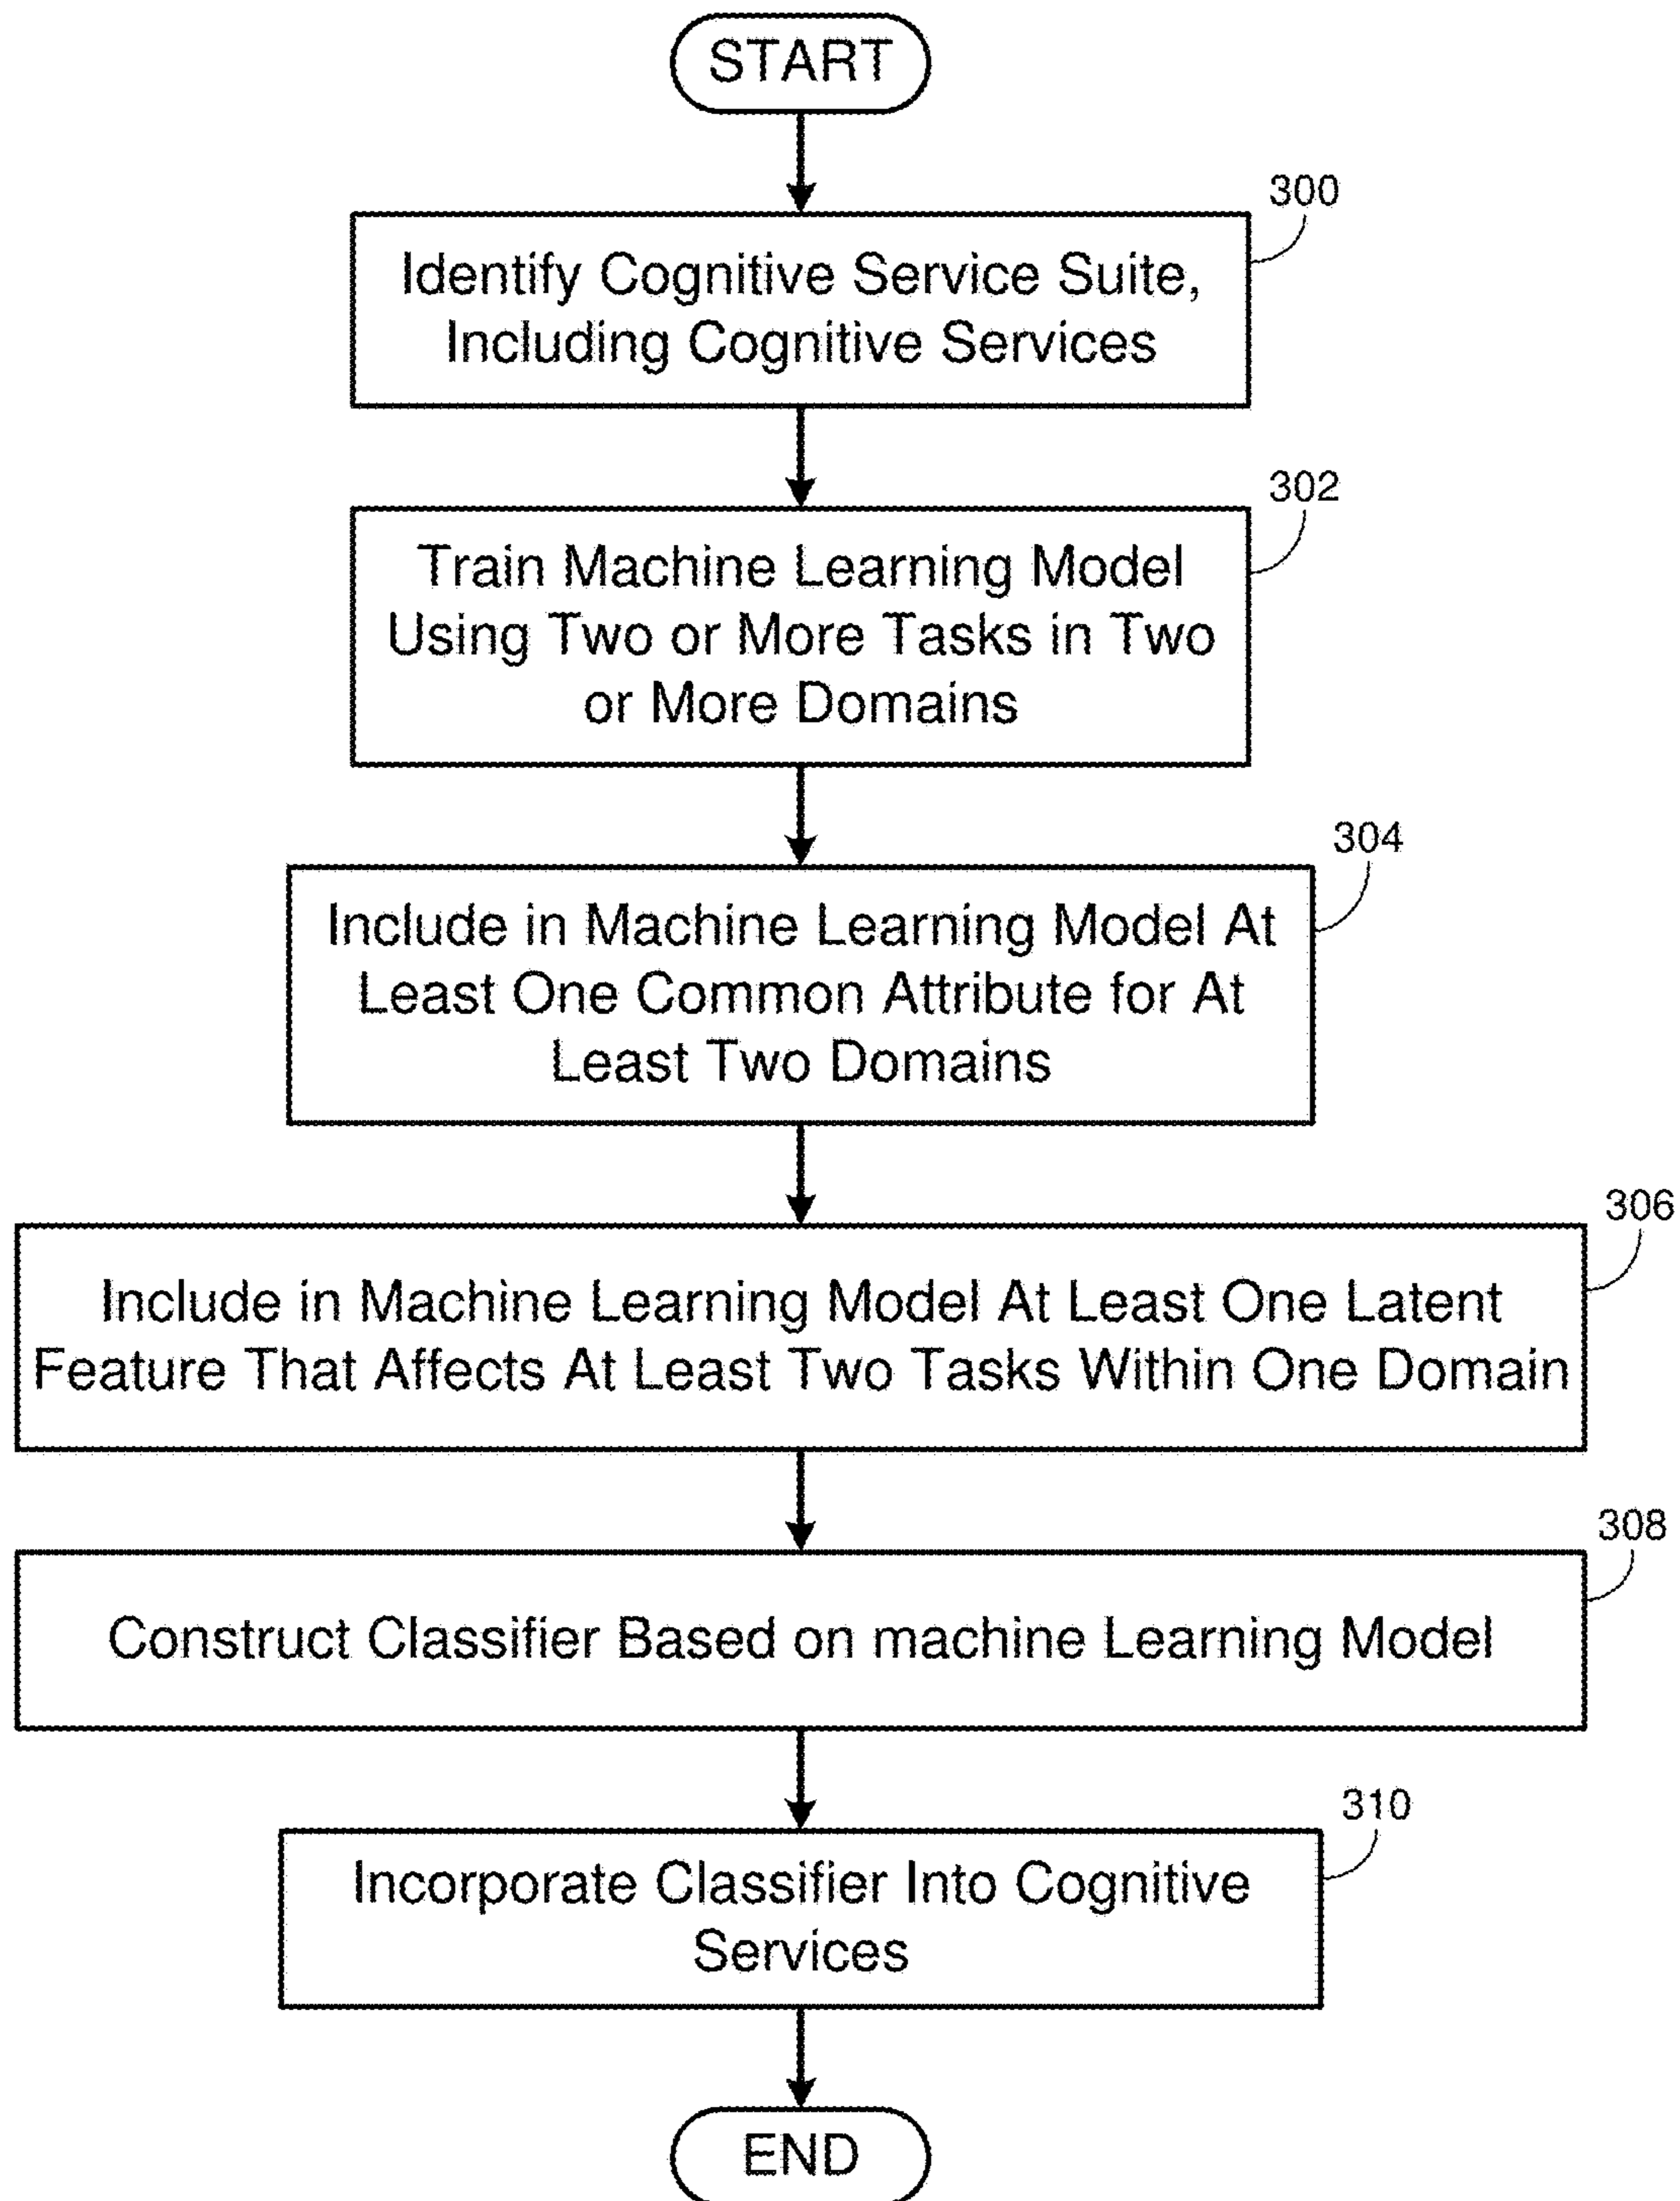 START
300
Identify Cognitive Service Suite,
Including Cognitive Services
302
Train Machine Learning Model
Using Two or More Tasks in Two
or More Domains
304
Include in Machine Learning Model At
Least One Common Attribute for At
Least Two Domains
306
Include in Machine Learning Model At Least One Latent
Feature That Affects At Least Two Tasks Within One Domain
308
Construct Classifier Based on machine Learning Model
310
Incorporate Classifier Into Cognitive
Services
END